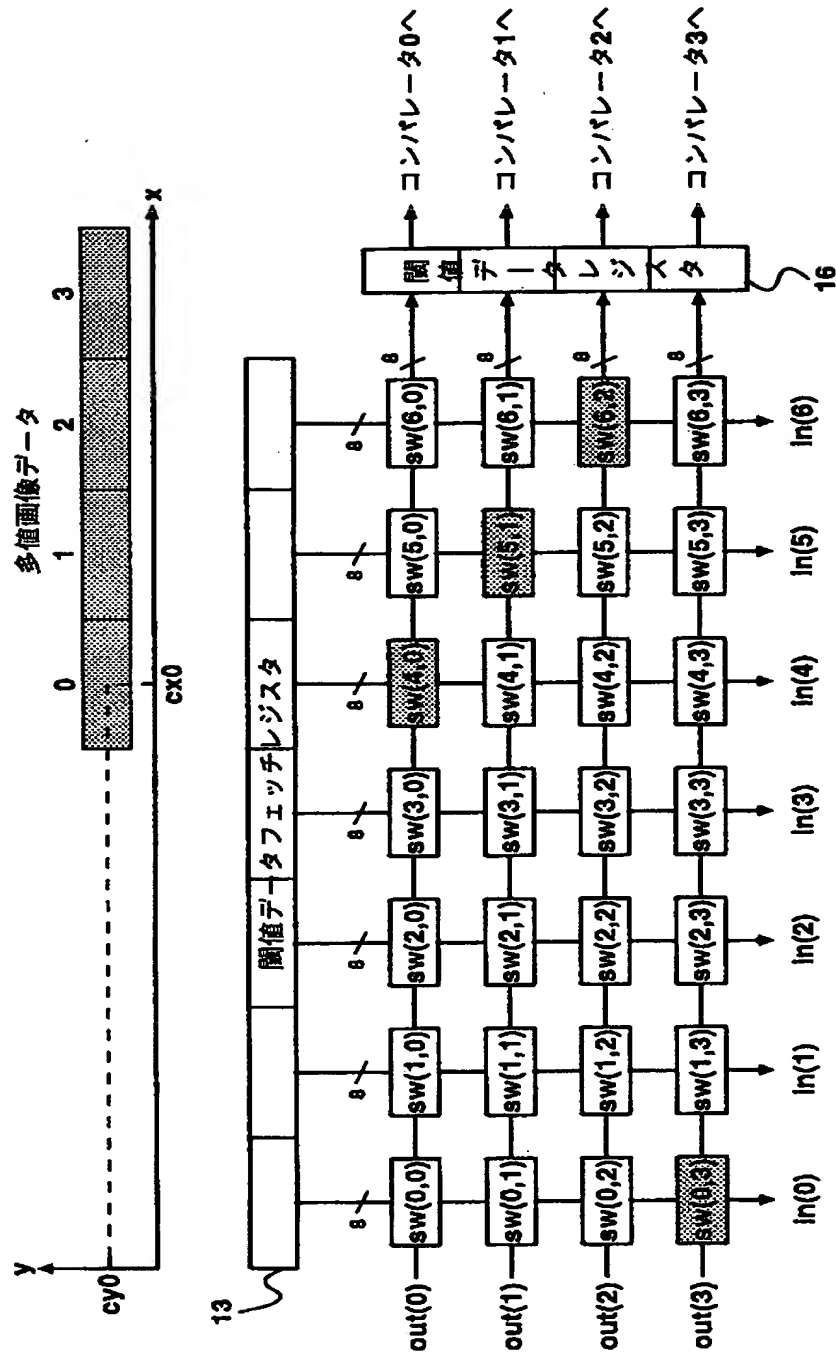 多値画像データ
0 1 2 3
y
cy0
cx0
x
閾値データフェッチレジスタ
13
8 8 8 8 8 8 8
out(0) sw(0,0) sw(1,0) sw(2,0) sw(3,0) sw(4,0) sw(5,0) sw(6,0) 8 コンパレータ0へ
out(1) sw(0,1) sw(1,1) sw(2,1) sw(3,1) sw(4,1) sw(5,1) sw(6,1) 8 コンパレータ1へ
out(2) sw(0,2) sw(1,2) sw(2,2) sw(3,2) sw(4,2) sw(5,2) sw(6,2) 8 コンパレータ2へ
out(3) sw(0,3) sw(1,3) sw(2,3) sw(3,3) sw(4,3) sw(5,3) sw(6,3) 8 コンパレータ3へ
閾値データレジスタ
16
in(0) in(1) in(2) in(3) in(4) in(5) in(6)